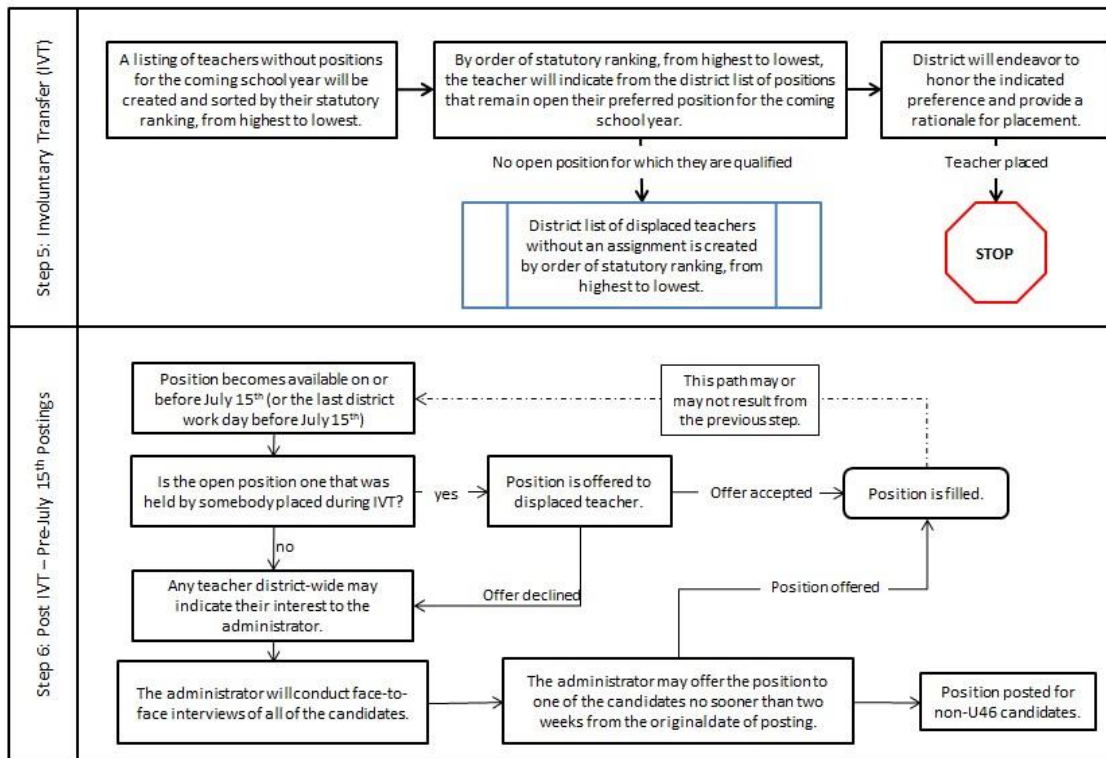 Step 5: Involuntary Transfer (IVT)
A listing of teachers without positions
for the coming school year will be
created and sorted by their statutory
ranking, from highest to lowest.
By order of statutory ranking, from highest to lowest,
the teacher will indicate from the district list of positions
that remain open their preferred position for the coming
school year.
District will endeavor to
honor the indicated
preference and provide a
rationale for placement.
No open position for which they are qualified
Teacher placed
District list of displaced teachers
without an assignment is created
by order of statutory ranking, from
highest to lowest.
STOP
Step 6: Post IVT – Pre-July 15th Postings
Position becomes available on or
before July 15th (or the last district
work day before July 15th)
This path may or
may not result from
the previous step.
Is the open position one that was
held by somebody placed during IVT?
yes
Position is offered to
displaced teacher.
Offer accepted
Position is filled.
no
Offer declined
Any teacher district-wide may
indicate their interest to the
administrator.
Position offered
The administrator will conduct face-to-
face interviews of all of the candidates.
The administrator may offer the position to
one of the candidates no sooner than two
weeks from the original date of posting.
Position posted for
non-U46 candidates.